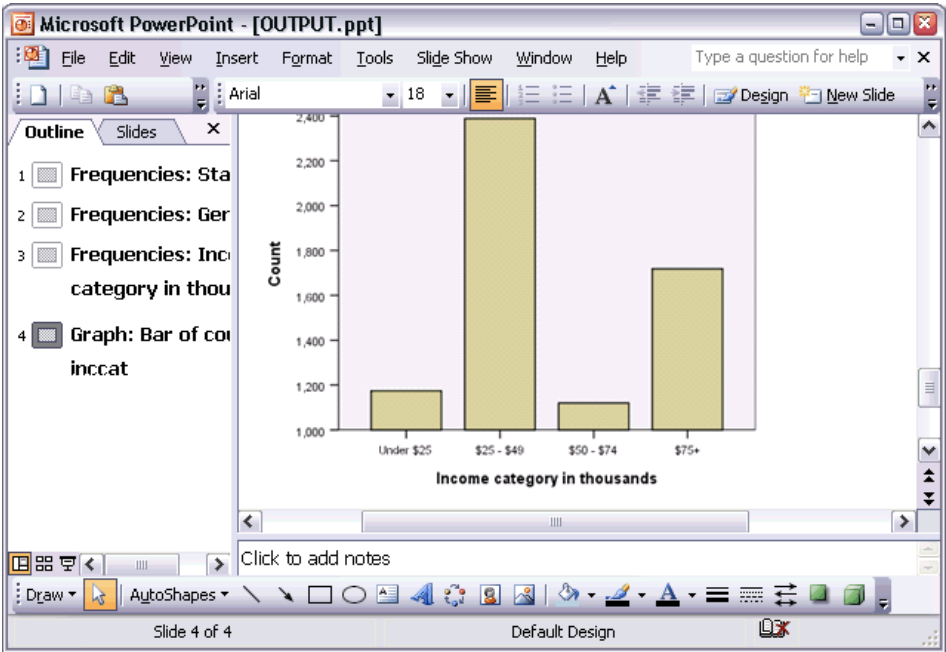 Microsoft PowerPoint - [OUTPUT.ppt]
File Edit View Insert Format Tools Slide Show Window Help Type a question for help
Arial 18 A Design New Slide
Outline Slides
1 Frequencies: Sta
2 Frequencies: Ger
3 Frequencies: Inc
category in thou
4 Graph: Bar of cou
inccat
2,400
2,200
2,000
1,800
1,600
1,400
1,200
1,000
Count
Under $25 $25 - $49 $50 - $74 $75+
Income category in thousands
Click to add notes
Draw AutoShapes A
Slide 4 of 4 Default Design